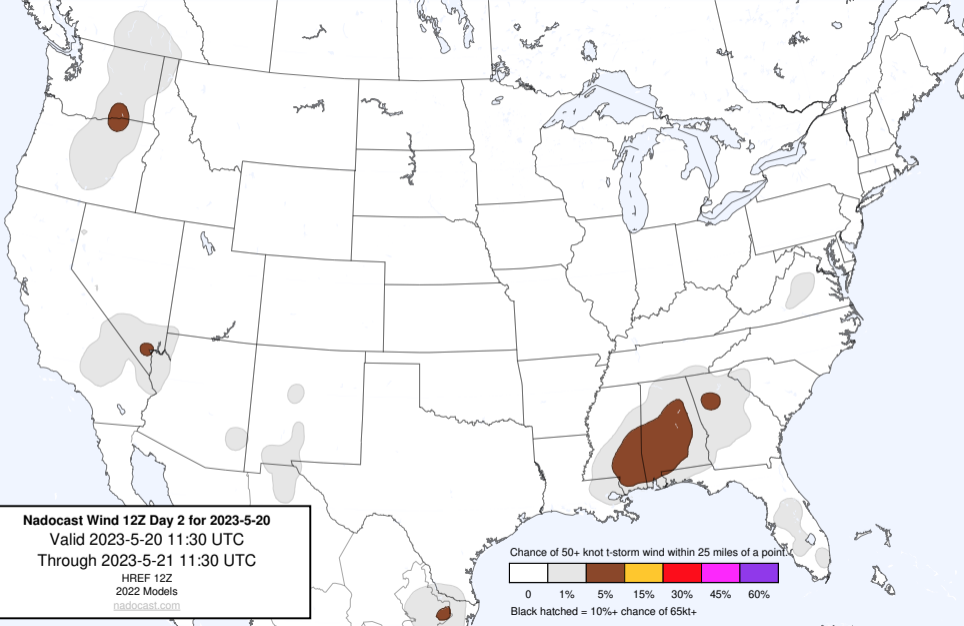 Nadocast Wind 12Z Day 2 for 2023-5-20
Valid 2023-5-20 11:30 UTC
Through 2023-5-21 11:30 UTC
HREF 12Z
2022 Models
nadocast.com
Chance of 50+ knot t-storm wind within 25 miles of a point.
0 1% 5% 15% 30% 45% 60%
Black hatched = 10%+ chance of 65kt+